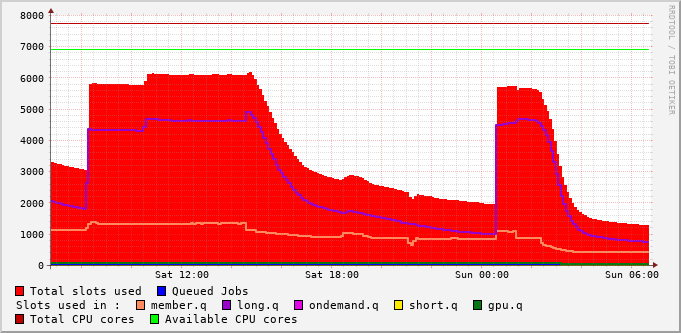 8000
7000
6000
5000
4000
3000
2000
1000
0
Sat 12:00 Sat 18:00 Sun 00:00 Sun 06:00
RRDTOOL / TOBI OETIKER
Total slots used Queued Jobs
Slots used in : member.q long.q ondemand.q short.q gpu.q
Total CPU cores Available CPU cores